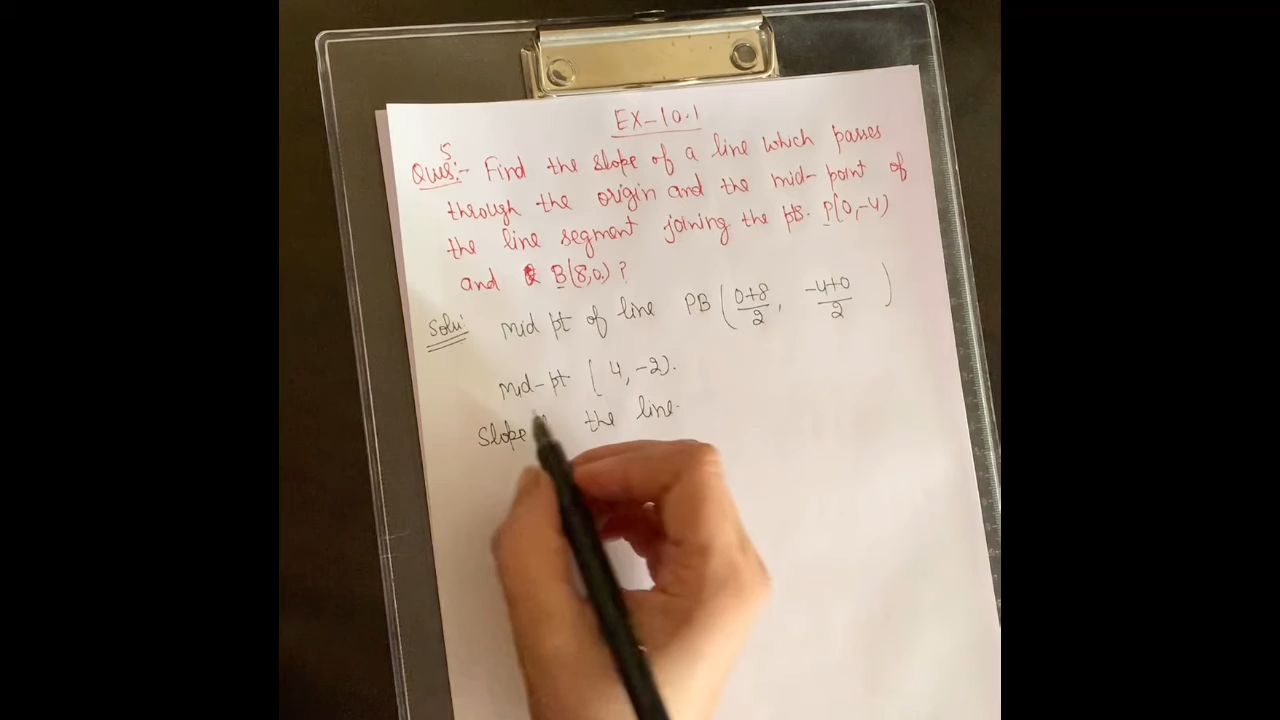 EX-10.1
5
Ques:- Find the slope of a line which passes
through the origin and the mid-point of
the line segment joining the pts. P(0,-4)
and B(8,0.)?
Solu: mid pt of line PB (0+8/2, -4+0/2)
mid-pt (4,-2).
Slope the line.